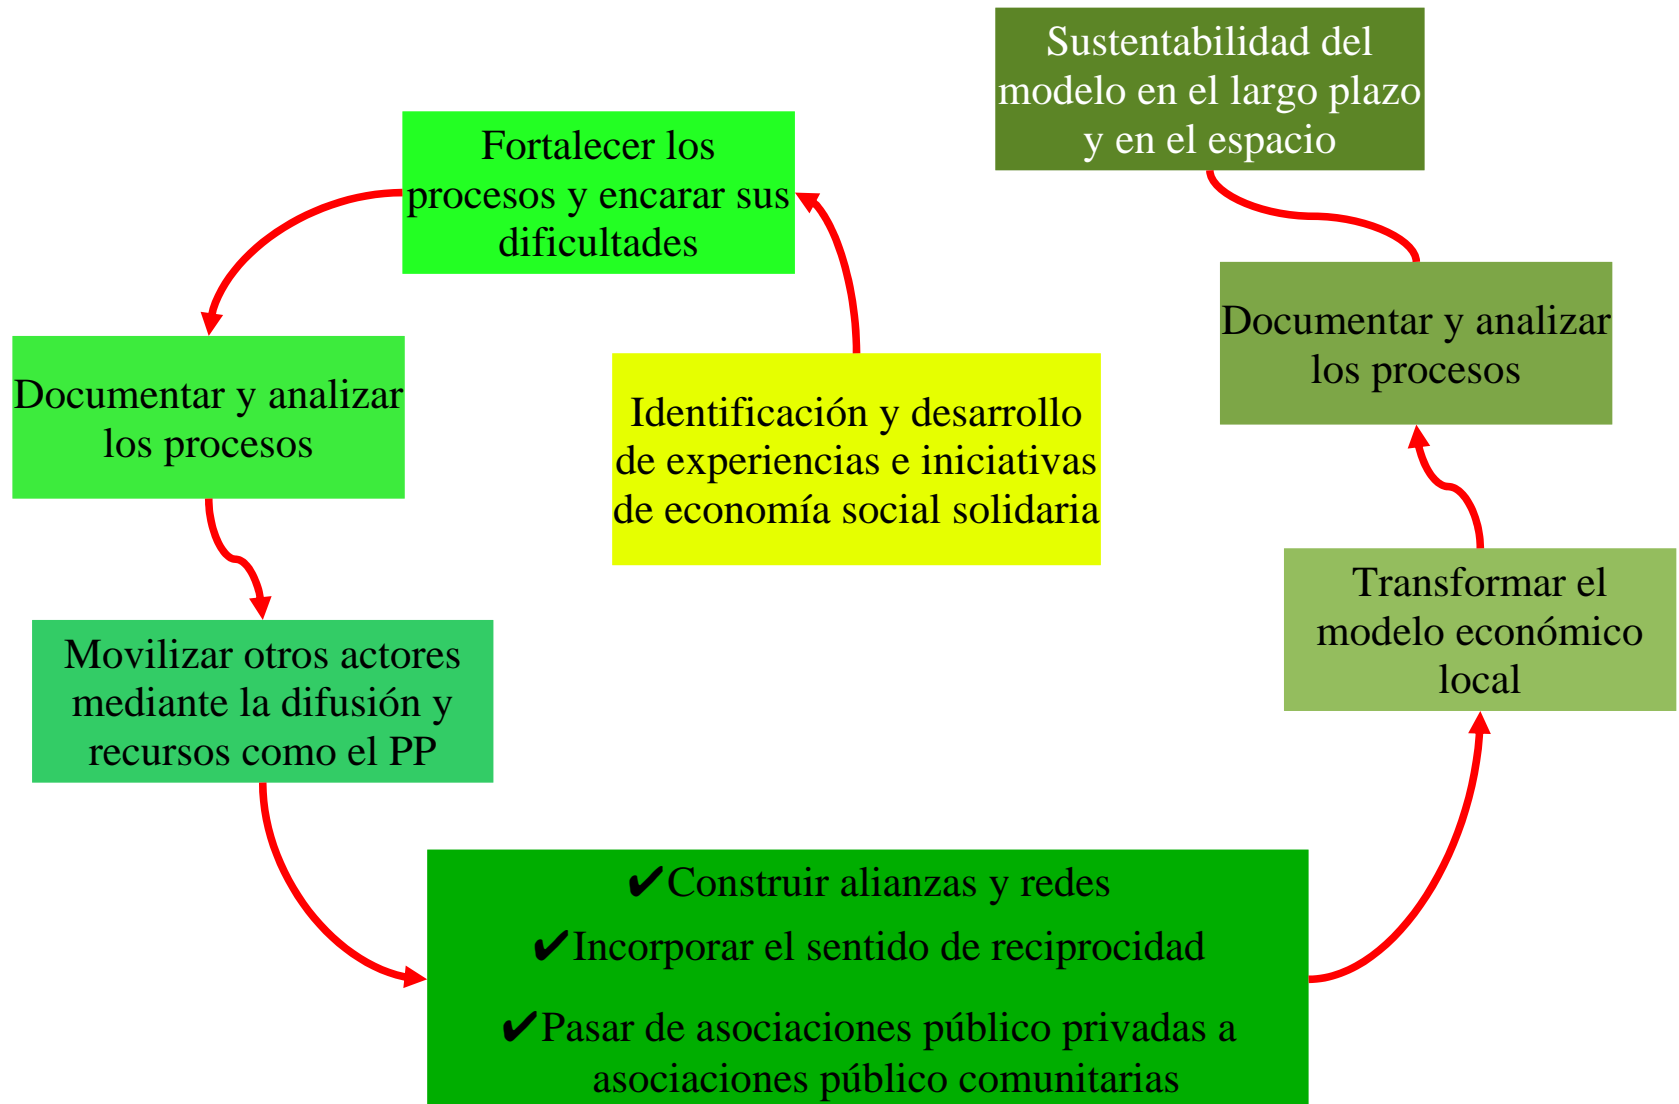 Sustentabilidad del
modelo en el largo plazo
y en el espacio
Fortalecer los
procesos y encarar sus
dificultades
Documentar y analizar
los procesos
Documentar y analizar
los procesos
Identificación y desarrollo
de experiencias e iniciativas
de economía social solidaria
Transformar el
modelo económico
local
Movilizar otros actores
mediante la difusión y
recursos como el PP
✔Construir alianzas y redes
✔Incorporar el sentido de reciprocidad
✔Pasar de asociaciones público privadas a
asociaciones público comunitarias